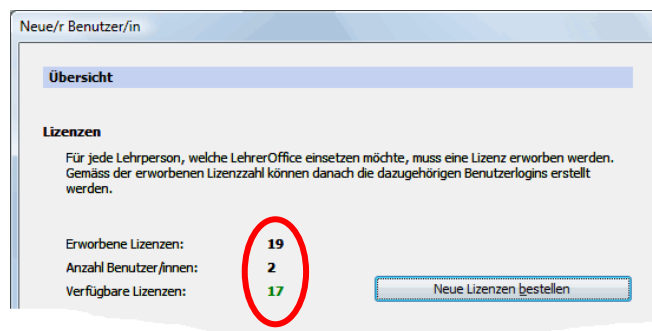 Neue/r Benutzer/in
Übersicht
Lizenzen
Für jede Lehrperson, welche LehrerOffice einsetzen möchte, muss eine Lizenz erworben werden.
Gemäss der erworbenen Lizenzzahl können danach die dazugehörigen Benutzerlogins erstellt
werden.
Erworbene Lizenzen: 19
Anzahl Benutzer/innen: 2
Verfügbare Lizenzen: 17 Neue Lizenzen bestellen